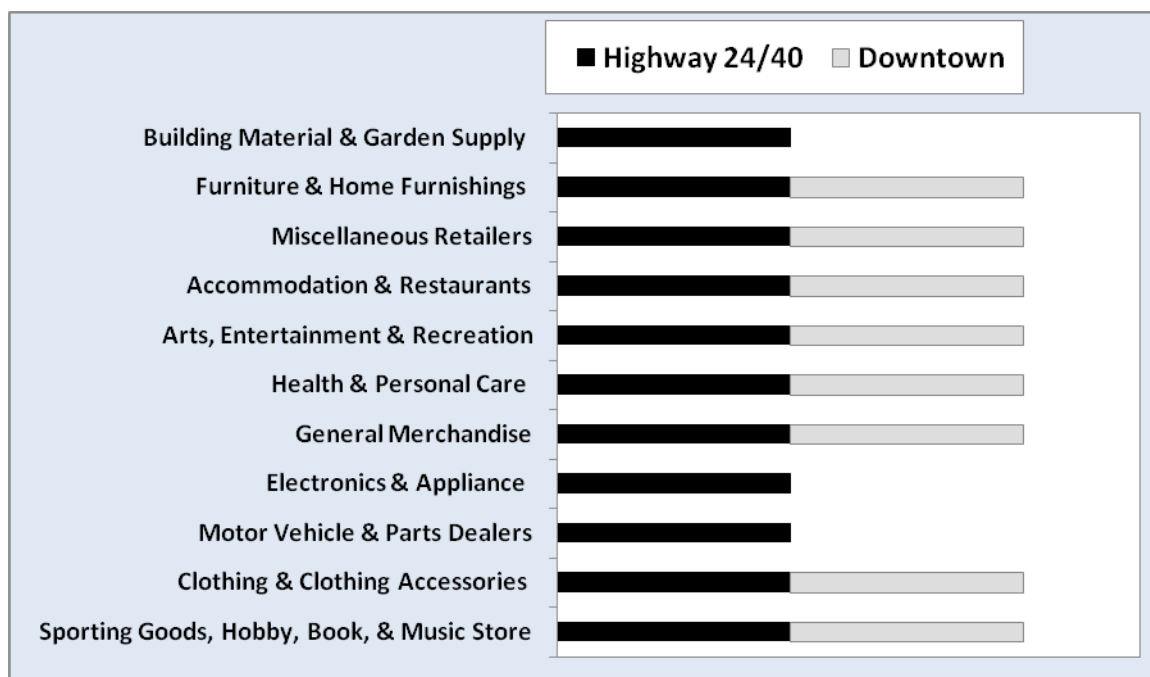 Highway 24/40 Downtown
Building Material & Garden Supply
Furniture & Home Furnishings
Miscellaneous Retailers
Accommodation & Restaurants
Arts, Entertainment & Recreation
Health & Personal Care
General Merchandise
Electronics & Appliance
Motor Vehicle & Parts Dealers
Clothing & Clothing Accessories
Sporting Goods, Hobby, Book, & Music Store